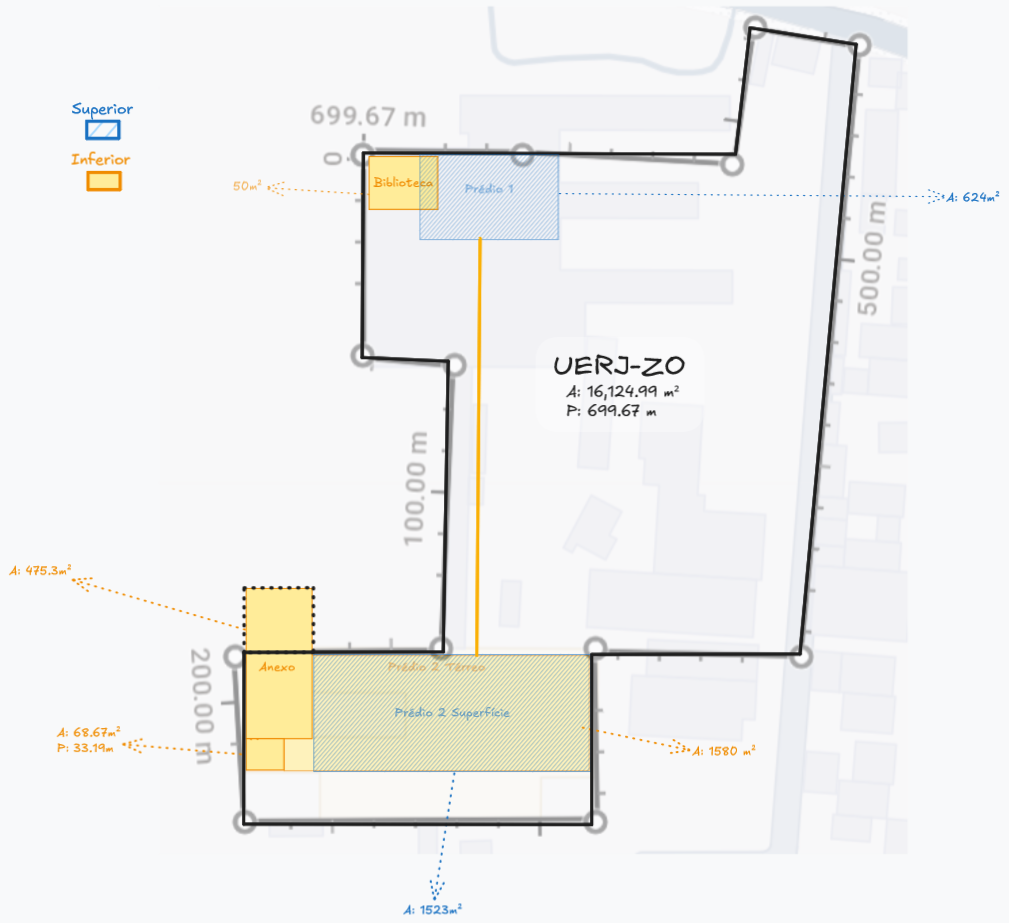 Superior
Inferior
699.67 m
0
Biblioteca
50m²
Prédio 1
A: 624m²
500.00 m
UERJ-ZO
A: 16,124.99 m²
P: 699.67 m
100.00 m
A: 475.3m²
200.00 m
Anexo
Prédio 2 Térreo
Prédio 2 Superfície
A: 68.67m²
P: 33.19m
A: 1580 m²
A: 1523m²